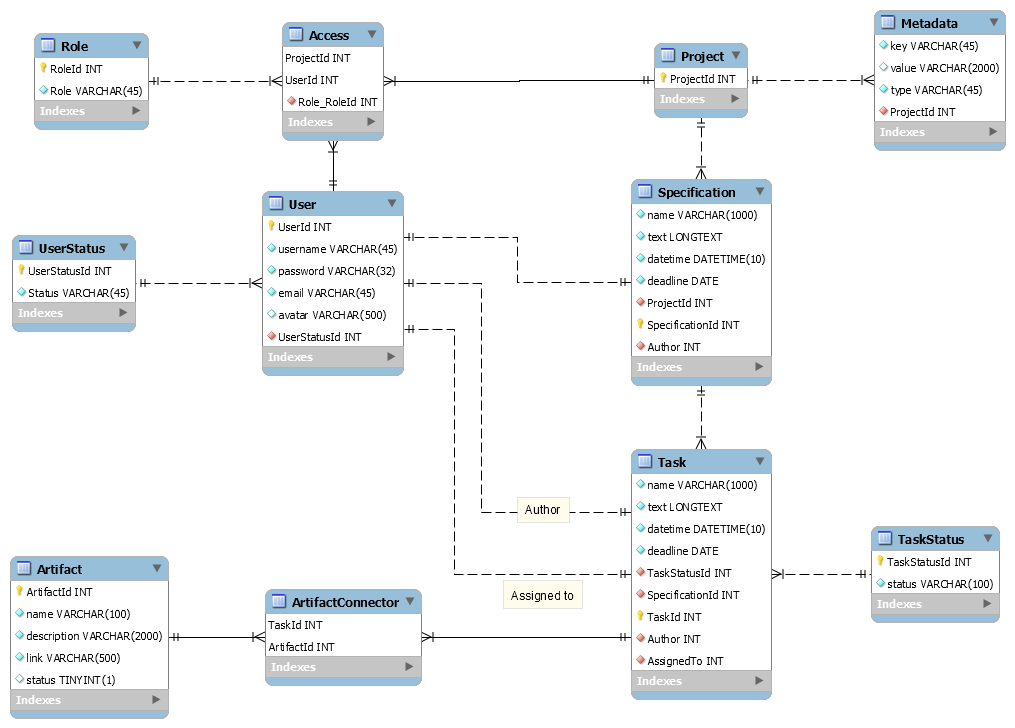 Role
RoleId INT
Role VARCHAR(45)
Indexes
Access
ProjectId INT
UserId INT
Role_RoleId INT
Indexes
Project
ProjectId INT
Indexes
Metadata
key VARCHAR(45)
value VARCHAR(2000)
type VARCHAR(45)
ProjectId INT
Indexes
UserStatus
UserStatusId INT
Status VARCHAR(45)
Indexes
User
UserId INT
username VARCHAR(45)
password VARCHAR(32)
email VARCHAR(45)
avatar VARCHAR(500)
UserStatusId INT
Indexes
Specification
name VARCHAR(1000)
text LONGTEXT
datetime DATETIME(10)
deadline DATE
ProjectId INT
SpecificationId INT
Author INT
Indexes
Author
Assigned to
Task
name VARCHAR(1000)
text LONGTEXT
datetime DATETIME(10)
deadline DATE
TaskStatusId INT
SpecificationId INT
TaskId INT
Author INT
AssignedTo INT
Indexes
TaskStatus
TaskStatusId INT
status VARCHAR(100)
Indexes
Artifact
ArtifactId INT
name VARCHAR(100)
description VARCHAR(2000)
link VARCHAR(500)
status TINYINT(1)
Indexes
ArtifactConnector
TaskId INT
ArtifactId INT
Indexes